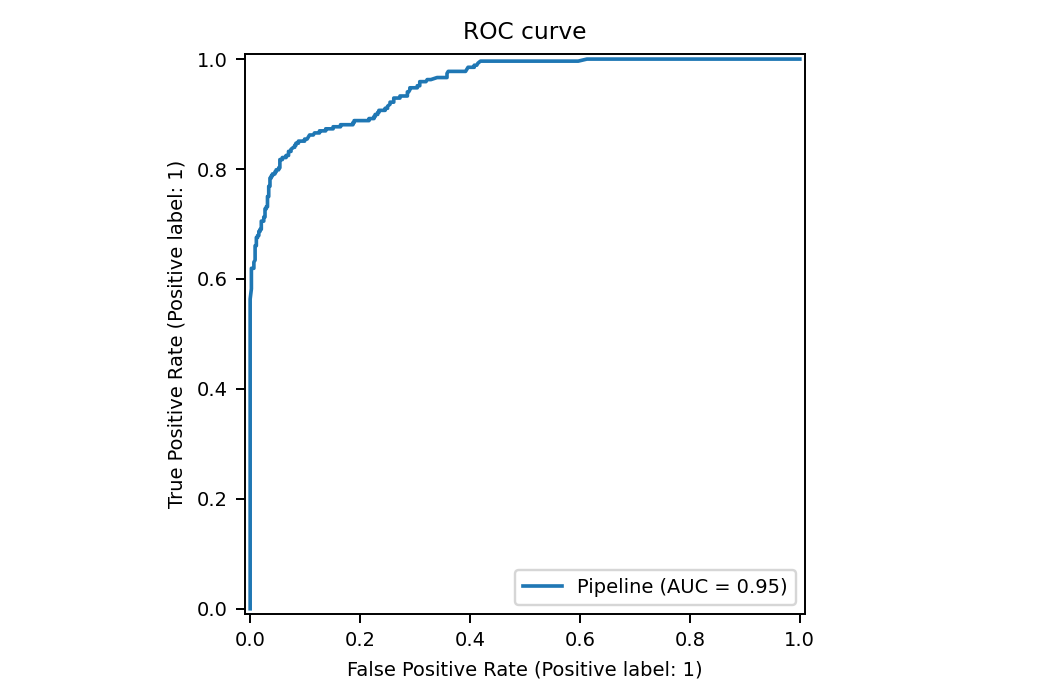 ROC curve
1.0
0.8
0.6
0.4
0.2
0.0
True Positive Rate (Positive label: 1)
Pipeline (AUC = 0.95)
0.0 0.2 0.4 0.6 0.8 1.0
False Positive Rate (Positive label: 1)